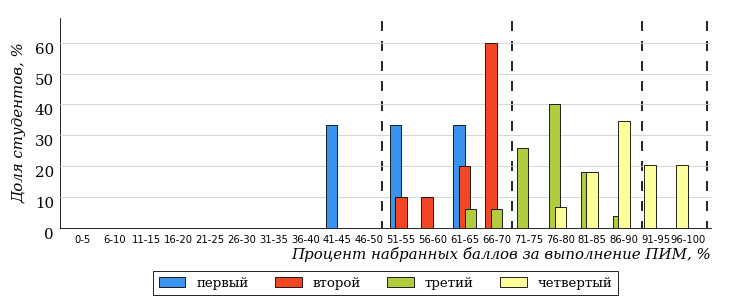 Доля студентов, %
60
50
40
30
20
10
0
0-5 6-10 11-15 16-20 21-25 26-30 31-35 36-40 41-45 46-50 51-55 56-60 61-65 66-70 71-75 76-80 81-85 86-90 91-95 96-100
Процент набранных баллов за выполнение ПИМ, %
первый второй третий четвертый